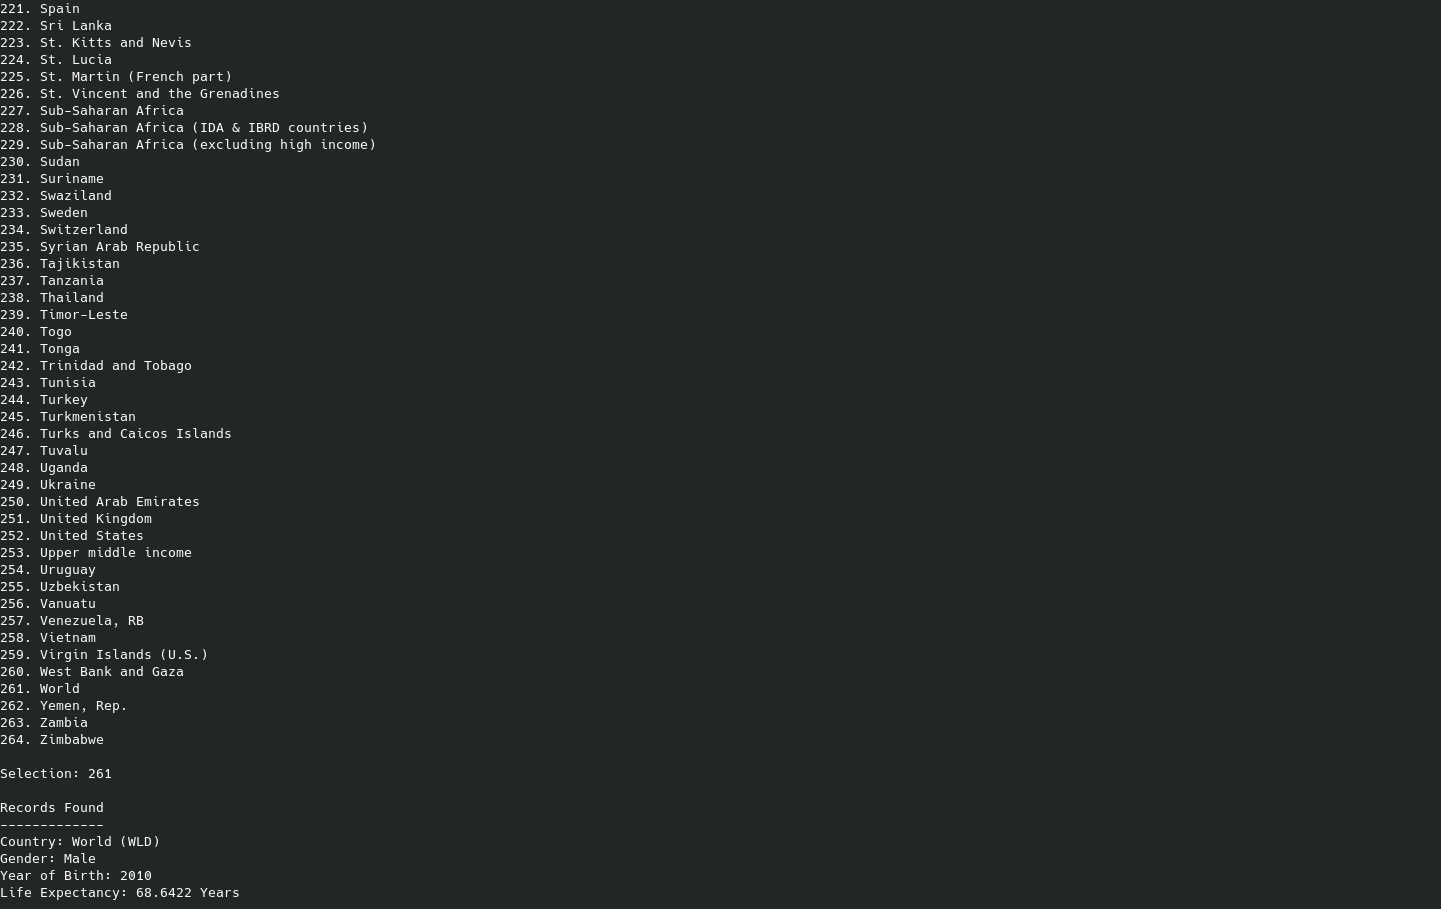 221. Spain
222. Sri Lanka
223. St. Kitts and Nevis
224. St. Lucia
225. St. Martin (French part)
226. St. Vincent and the Grenadines
227. Sub-Saharan Africa
228. Sub-Saharan Africa (IDA & IBRD countries)
229. Sub-Saharan Africa (excluding high income)
230. Sudan
231. Suriname
232. Swaziland
233. Sweden
234. Switzerland
235. Syrian Arab Republic
236. Tajikistan
237. Tanzania
238. Thailand
239. Timor-Leste
240. Togo
241. Tonga
242. Trinidad and Tobago
243. Tunisia
244. Turkey
245. Turkmenistan
246. Turks and Caicos Islands
247. Tuvalu
248. Uganda
249. Ukraine
250. United Arab Emirates
251. United Kingdom
252. United States
253. Upper middle income
254. Uruguay
255. Uzbekistan
256. Vanuatu
257. Venezuela, RB
258. Vietnam
259. Virgin Islands (U.S.)
260. West Bank and Gaza
261. World
262. Yemen, Rep.
263. Zambia
264. Zimbabwe

Selection: 261

Records Found
-------------
Country: World (WLD)
Gender: Male
Year of Birth: 2010
Life Expectancy: 68.6422 Years